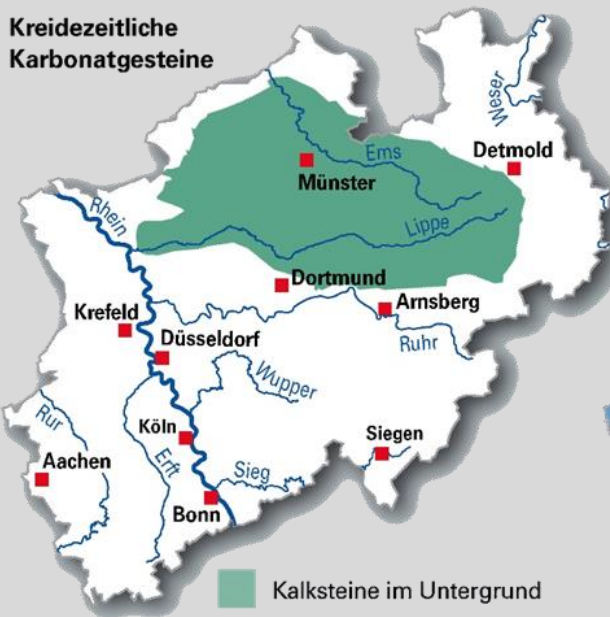 Kreidezeitliche
Karbonatgesteine
Weser
Detmold
Ems
Münster
Rhein
Lippe
Dortmund
Arnsberg
Krefeld
Düsseldorf
Ruhr
Wupper
Rur
Köln
Siegen
Aachen
Erft
Sieg
Bonn
Kalksteine im Untergrund